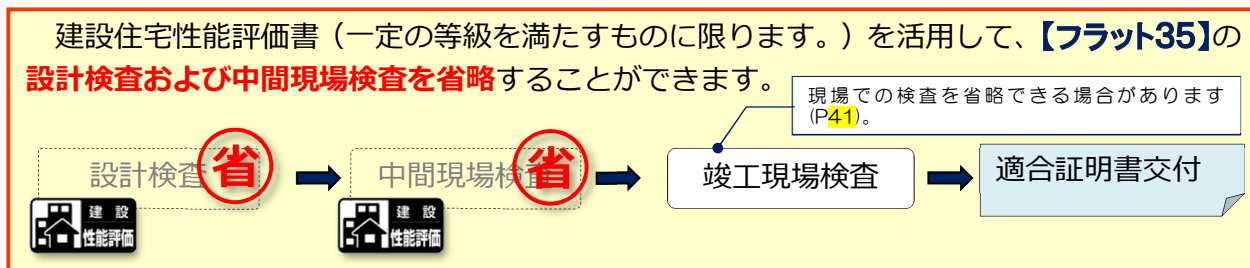 建設住宅性能評価書（一定の等級を満たすものに限ります。）を活用して、【フラット35】の
設計検査および中間現場検査を省略することができます。
現場での検査を省略できる場合があります
(P41)。
設計検査 省
中間現場検査 省
竣工現場検査
適合証明書交付
建設
性能評価
建設
性能評価